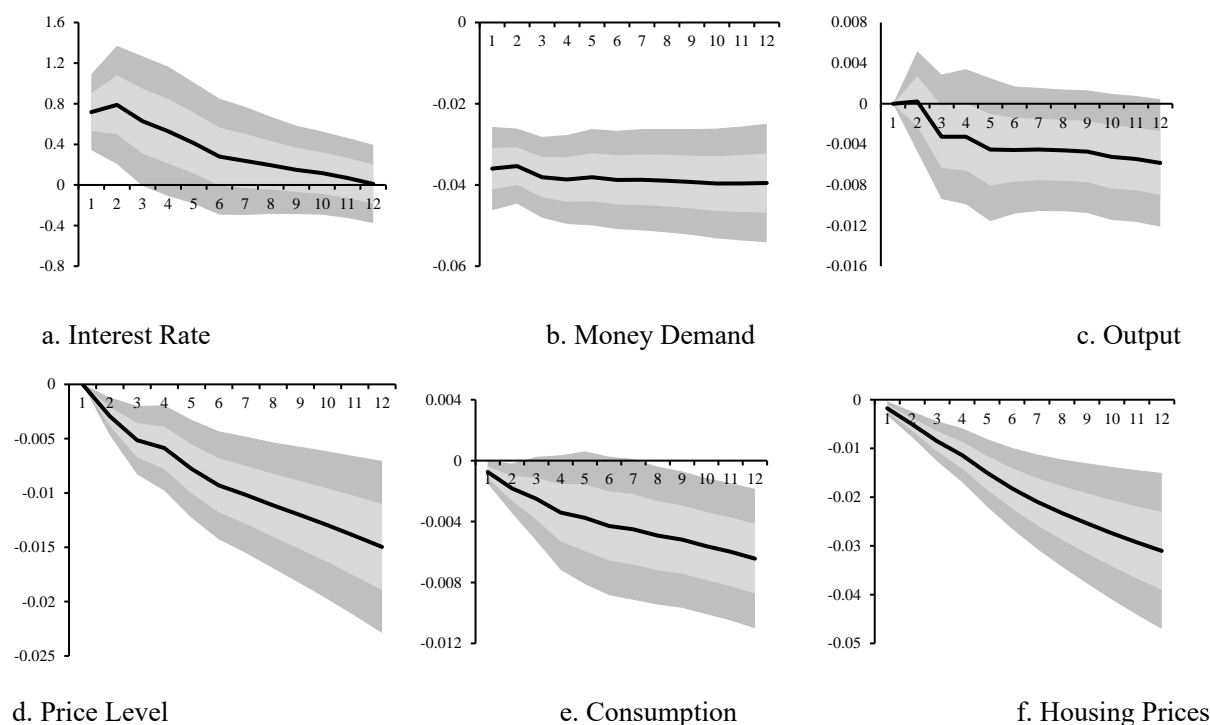 1.6
1.2
0.8
0.4
0
-0.4
-0.8
1 2 3 4 5 6 7 8 9 10 11 12
a. Interest Rate
0
-0.02
-0.04
-0.06
1 2 3 4 5 6 7 8 9 10 11 12
b. Money Demand
0.008
0.004
0
-0.004
-0.008
-0.012
-0.016
1 2 3 4 5 6 7 8 9 10 11 12
c. Output
0
-0.005
-0.01
-0.015
-0.02
-0.025
1 2 3 4 5 6 7 8 9 10 11 12
d. Price Level
0.004
0
-0.004
-0.008
-0.012
1 2 3 4 5 6 7 8 9 10 11 12
e. Consumption
0
-0.01
-0.02
-0.03
-0.04
-0.05
1 2 3 4 5 6 7 8 9 10 11 12
f. Housing Prices